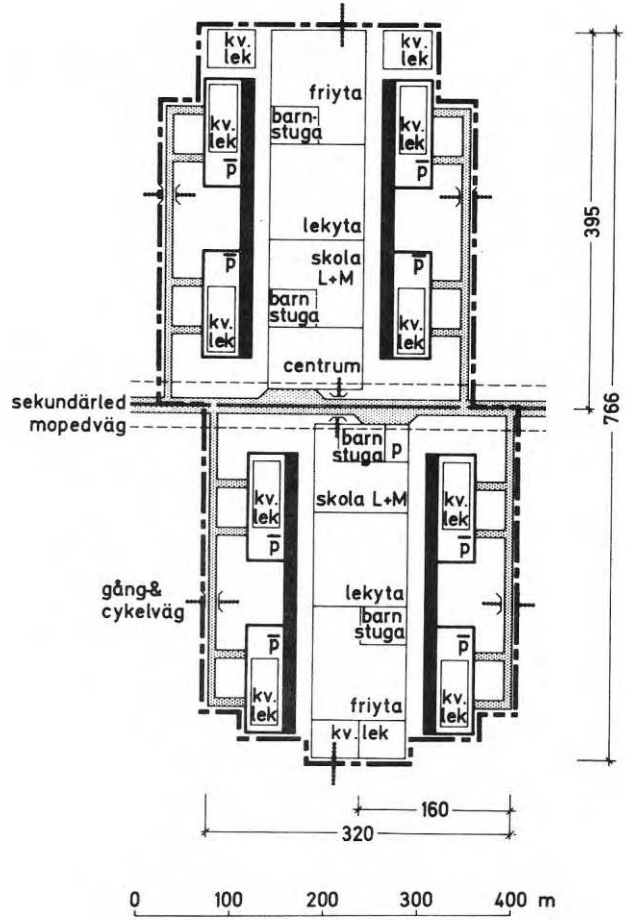 kv. lek
kv. lek
friyta
barn-
stuga
kv. lek
p
kv. lek
p
lekyta
skola
L+M
barn
stuga
p
kv. lek
p
kv. lek
395
centrum
sekundärled
mopedväg
766
barn
stuga
p
skola L+M
kv. lek
p
kv. lek
p
gång&
cykelväg
lekyta
barn
stuga
p
kv. lek
p
kv. lek
friyta
kv. lek
160
320
0 100 200 300 400 m